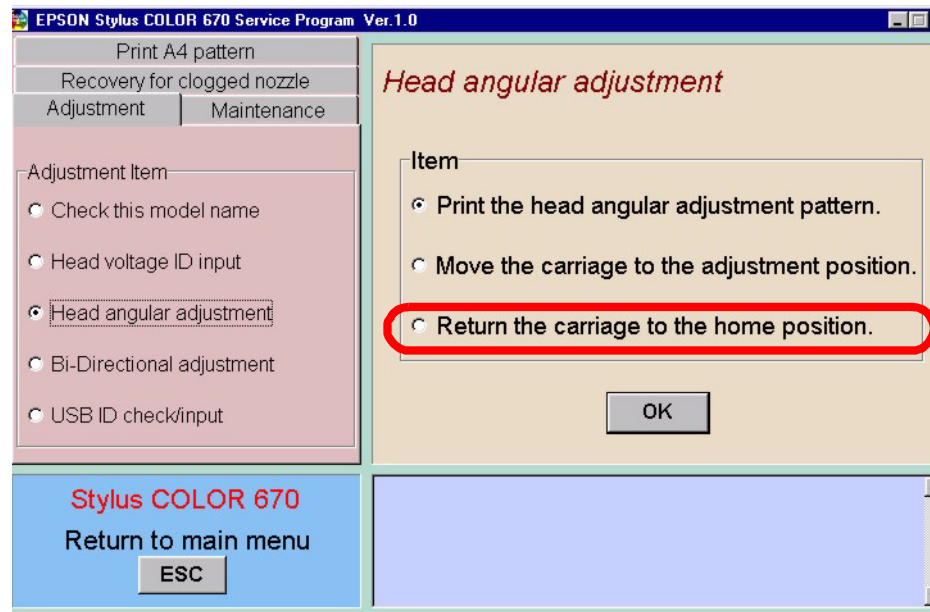 EPSON Stylus COLOR 670 Service Program Ver.1.0
Print A4 pattern
Recovery for clogged nozzle
Adjustment
Maintenance
Adjustment Item
Check this model name
Head voltage ID input
Head angular adjustment
Bi-Directional adjustment
USB ID check/input
Head angular adjustment
Item
Print the head angular adjustment pattern.
Move the carriage to the adjustment position.
Return the carriage to the home position.
OK
Stylus COLOR 670
Return to main menu
ESC